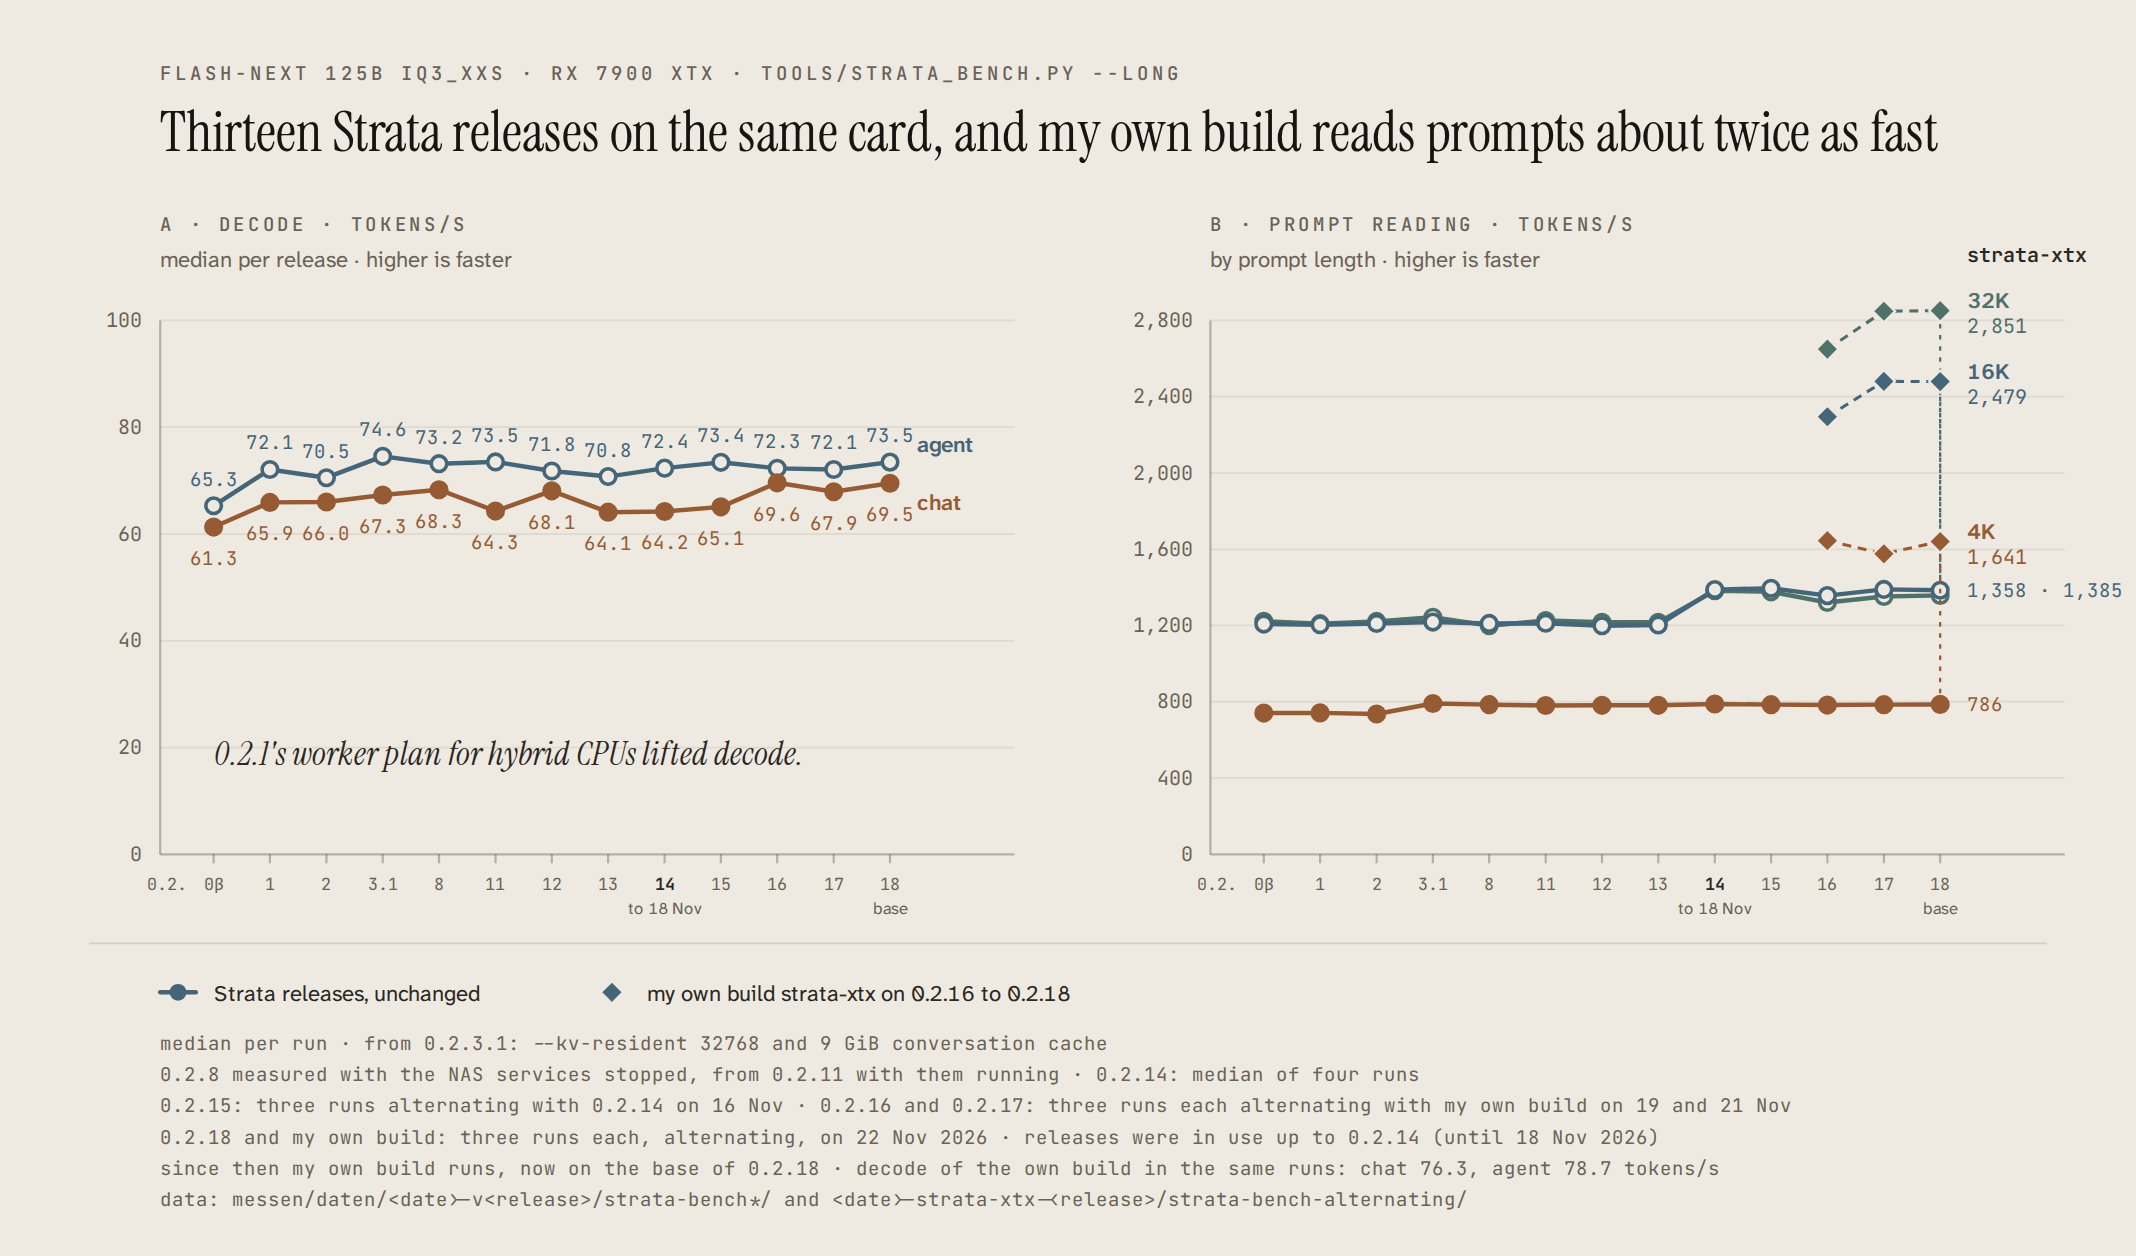 FLASH-NEXT 125B IQ3_XXS · RX 7900 XTX · TOOLS/STRATA_BENCH.PY --LONG
Thirteen Strata releases on the same card, and my own build reads prompts about twice as fast
A · DECODE · TOKENS/S
median per release · higher is faster
100
80
60
40
20
0
65.3 72.1 70.5 74.6 73.2 73.5 71.8 70.8 72.4 73.4 72.3 72.1 73.5 agent
61.3 65.9 66.0 67.3 68.3 64.3 68.1 64.1 64.2 65.1 69.6 67.9 69.5 chat
0.2.1's worker plan for hybrid CPUs lifted decode.
0.2. 0β 1 2 3.1 8 11 12 13 14 15 16 17 18
to 18 Nov base
B · PROMPT READING · TOKENS/S
by prompt length · higher is faster
strata-xtx
2,800
2,400
2,000
1,600
1,200
800
400
0
32K
2,851
16K
2,479
4K
1,641
1,358 · 1,385
786
0.2. 0β 1 2 3.1 8 11 12 13 14 15 16 17 18
to 18 Nov base
Strata releases, unchanged
my own build strata-xtx on 0.2.16 to 0.2.18
median per run · from 0.2.3.1: --kv-resident 32768 and 9 GiB conversation cache
0.2.8 measured with the NAS services stopped, from 0.2.11 with them running · 0.2.14: median of four runs
0.2.15: three runs alternating with 0.2.14 on 16 Nov · 0.2.16 and 0.2.17: three runs each alternating with my own build on 19 and 21 Nov
0.2.18 and my own build: three runs each, alternating, on 22 Nov 2026 · releases were in use up to 0.2.14 (until 18 Nov 2026)
since then my own build runs, now on the base of 0.2.18 · decode of the own build in the same runs: chat 76.3, agent 78.7 tokens/s
data: messen/daten/<date>-v<release>/strata-bench*/ and <date>-strata-xtx-<release>/strata-bench-alternating/